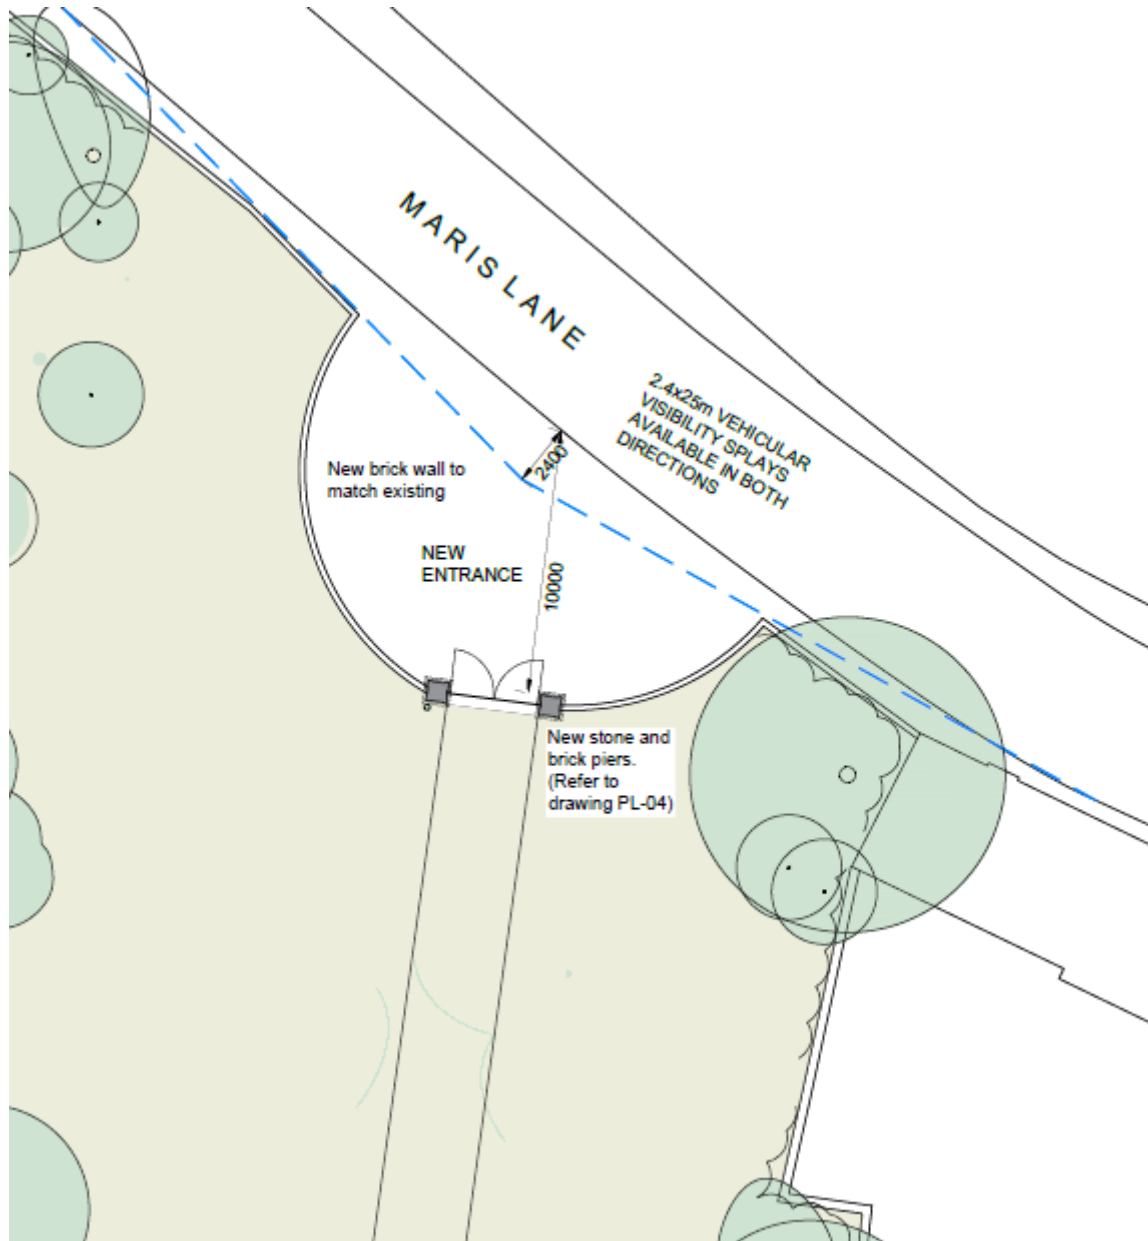 MARIS LANE
2.4x25m VEHICULAR
VISIBILITY SPLAYS
AVAILABLE IN BOTH
DIRECTIONS
2400
New brick wall to
match existing
NEW
ENTRANCE
10000
New stone and
brick piers.
(Refer to
drawing PL-04)